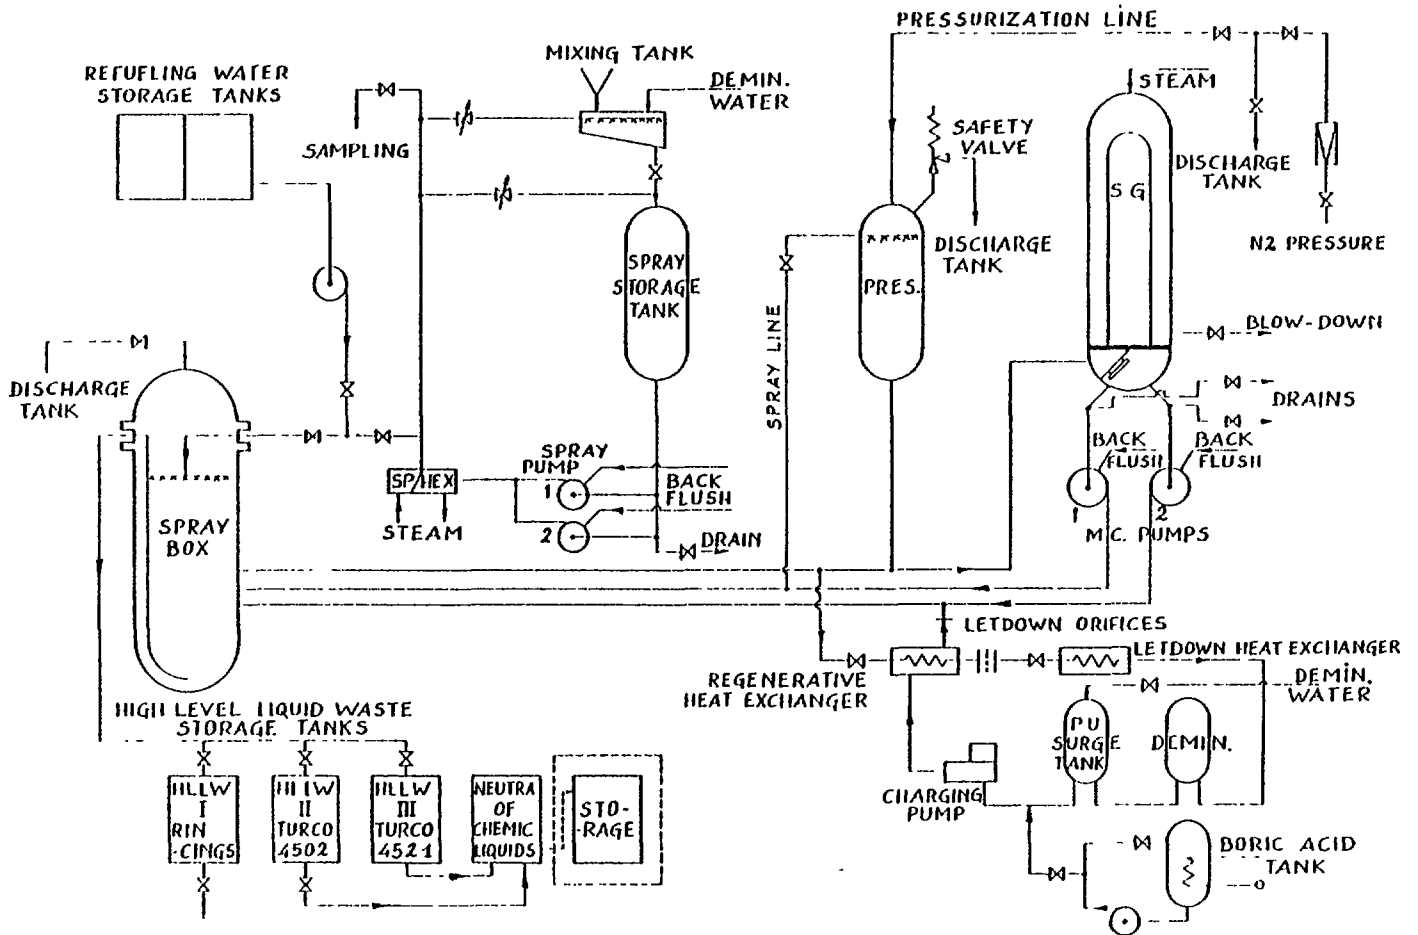 PRESSURIZATION LINE
MIXING TANK
REFUFLING WATER
STORAGE TANKS
DEMIN.
WATER
STEAM
SAMPLING
SAFETY
VALVE
DISCHARGE
TANK
SG
DISCHARGE
TANK
N2 PRESSURE
SPRAY
STORAGE
TANK
PRES.
SPRAY LINE
BLOW-DOWN
DISCHARGE
TANK
DRAINS
BACK
FLUSH
BACK
FLUSH
SPRAY
PUMP
1
2
SP/HEX
BACK
FLUSH
STEAM
DRAIN
1
2
M.C. PUMPS
SPRAY
BOX
LETDOWN ORIFICES
LETDOWN HEAT EXCHANGER
REGENERATIVE
HEAT EXCHANGER
DEMIN.
WATER
HIGH LEVEL LIQUID WASTE
STORAGE TANKS
PU
SURGE
TANK
DEMIN.
CHARGING
PUMP
HLLW
I
RIN
-CINGS
HLLW
II
TURCO
4502
HLLW
III
TURCO
4521
NEUTRA
OF
CHEMIC
LIQUIDS
STO-
-RAGE
BORIC ACID
TANK